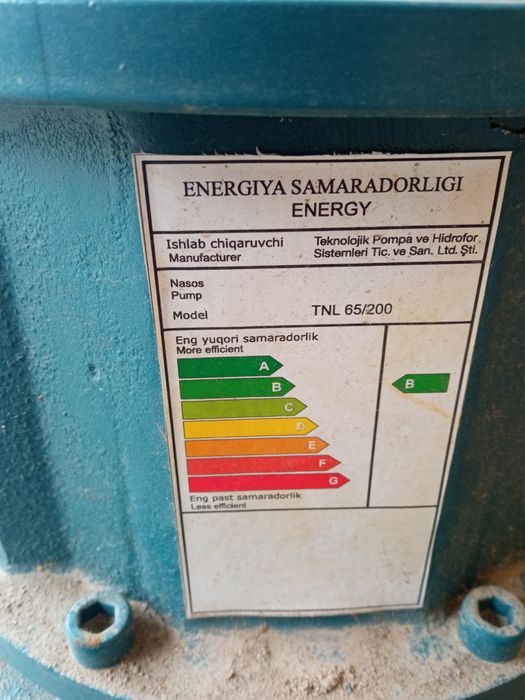 ENERGIYA SAMARADORLIGI
ENERGY
Ishlab chiqaruvchi
Manufacturer
Teknolojik Pompa ve Hidrofor
Sistemleri Tic. ve San. Ltd. Şti.
Nasos
Pump
Model
TNL 65/200
Eng yuqori samaradorlik
More efficient
A
B
C
D
E
F
G
B
Eng past samaradorlik
Less efficient